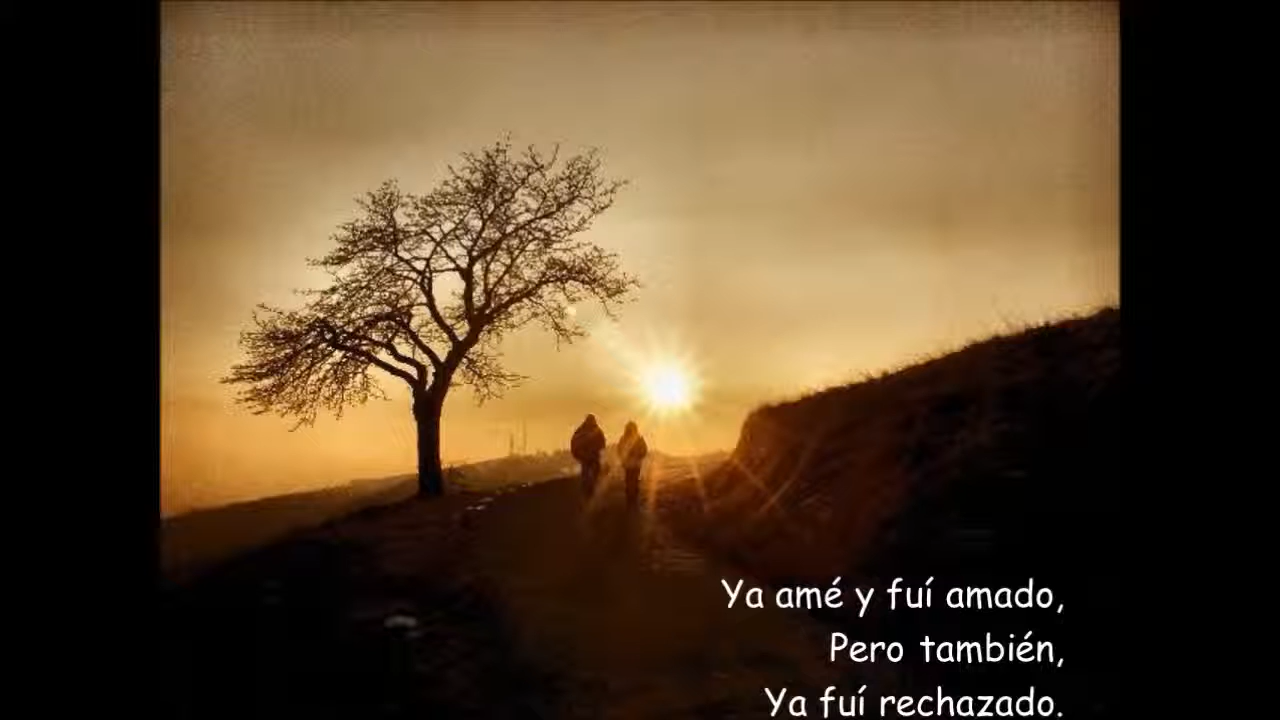 Ya amé y fuí amado,
Pero también,
Ya fuí rechazado.